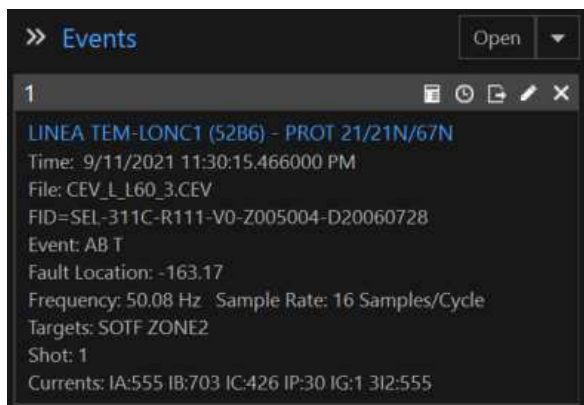 Events
Open
1
LINEA TEM-LONC1 (52B6) - PROT 21/21N/67N
Time: 9/11/2021 11:30:15.466000 PM
File: CEV_L_L60_3.CEV
FID=SEL-311C-R111-V0-Z005004-D20060728
Event: AB T
Fault Location: -163.17
Frequency: 50.08 Hz Sample Rate: 16 Samples/Cycle
Targets: SOTF ZONE2
Shot: 1
Currents: IA:555 IB:703 IC:426 IP:30 IG:1 3I2:555